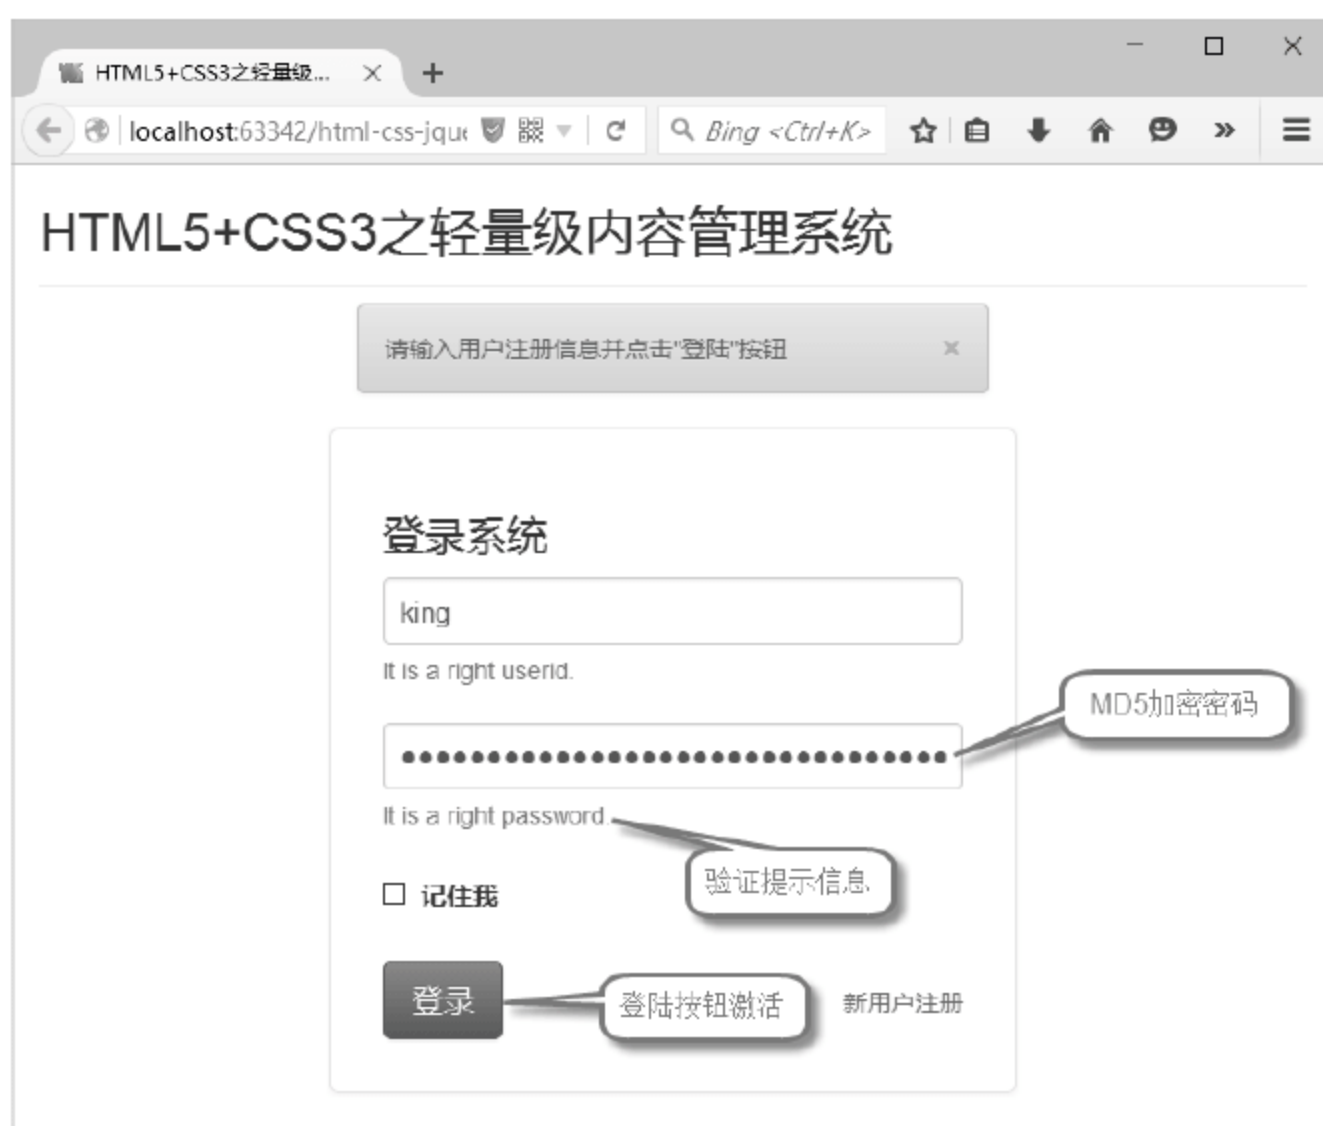 HTML5+CSS3之轻量级...
localhost:63342/html-css-jque
Bing <Ctrl+K>
HTML5+CSS3之轻量级内容管理系统
请输入用户注册信息并点击"登陆"按钮
登录系统
king
It is a right userid.
MD5加密密码
It is a right password.
验证提示信息
记住我
登录
登陆按钮激活
新用户注册